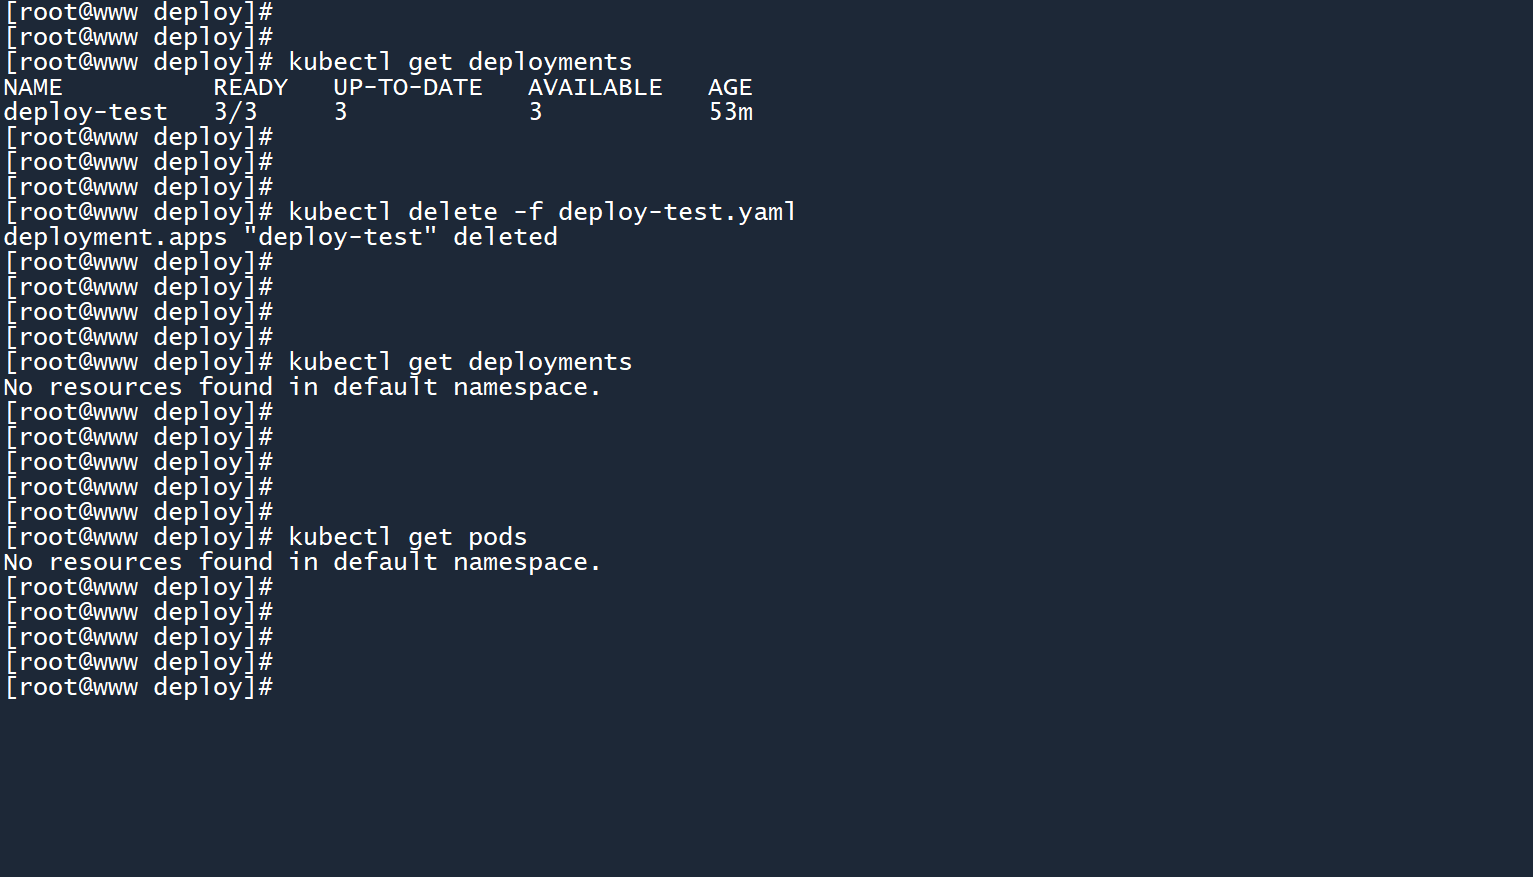 [root@www deploy]#
[root@www deploy]#
[root@www deploy]# kubectl get deployments
NAME          READY   UP-TO-DATE   AVAILABLE   AGE
deploy-test   3/3     3            3           53m
[root@www deploy]#
[root@www deploy]#
[root@www deploy]#
[root@www deploy]# kubectl delete -f deploy-test.yaml
deployment.apps "deploy-test" deleted
[root@www deploy]#
[root@www deploy]#
[root@www deploy]#
[root@www deploy]#
[root@www deploy]# kubectl get deployments
No resources found in default namespace.
[root@www deploy]#
[root@www deploy]#
[root@www deploy]#
[root@www deploy]#
[root@www deploy]#
[root@www deploy]# kubectl get pods
No resources found in default namespace.
[root@www deploy]#
[root@www deploy]#
[root@www deploy]#
[root@www deploy]#
[root@www deploy]#